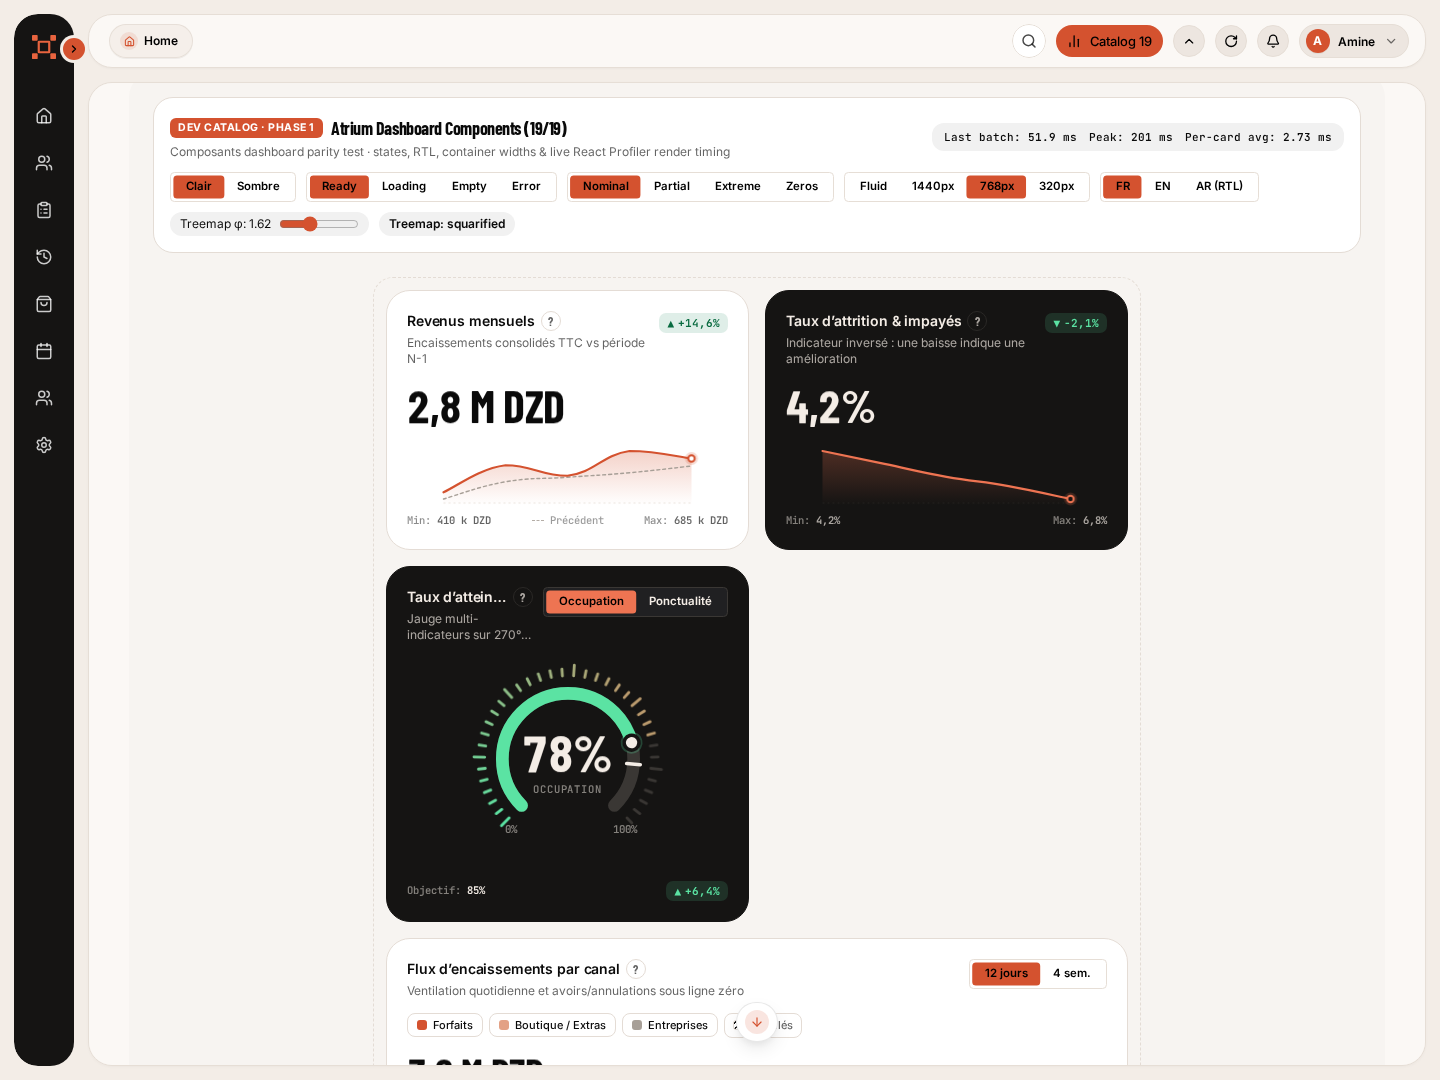 Home
Catalog 19
A Amine
DEV CATALOG · PHASE 1 Atrium Dashboard Components (19/19)
Composants dashboard parity test · states, RTL, container widths & live React Profiler render timing
Last batch: 51.9 ms Peak: 201 ms Per-card avg: 2.73 ms
Clair Sombre Ready Loading Empty Error Nominal Partial Extreme Zeros Fluid 1440px 768px 320px FR EN AR (RTL)
Treemap φ: 1.62 Treemap: squarified
Revenus mensuels ?
▲ +14,6%
Encaissements consolidés TTC vs période
N-1
2,8 M DZD
Min: 410 k DZD --- Précédent Max: 685 k DZD
Taux d’attrition & impayés ?
▼ -2,1%
Indicateur inversé : une baisse indique une
amélioration
4,2%
Min: 4,2% Max: 6,8%
Taux d’attein… ? Occupation Ponctualité
Jauge multi-
indicateurs sur 270°…
78%
OCCUPATION
0% 100%
Objectif: 85% ▲ +6,4%
Flux d’encaissements par canal ?
12 jours 4 sem.
Ventilation quotidienne et avoirs/annulations sous ligne zéro
Forfaits Boutique / Extras Entreprises